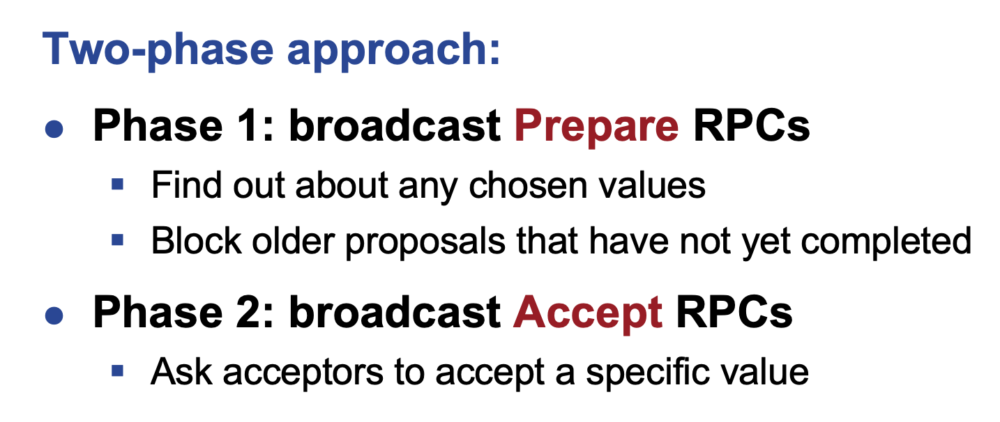 Two-phase approach:
● Phase 1: broadcast Prepare RPCs
▪ Find out about any chosen values
▪ Block older proposals that have not yet completed
● Phase 2: broadcast Accept RPCs
▪ Ask acceptors to accept a specific value